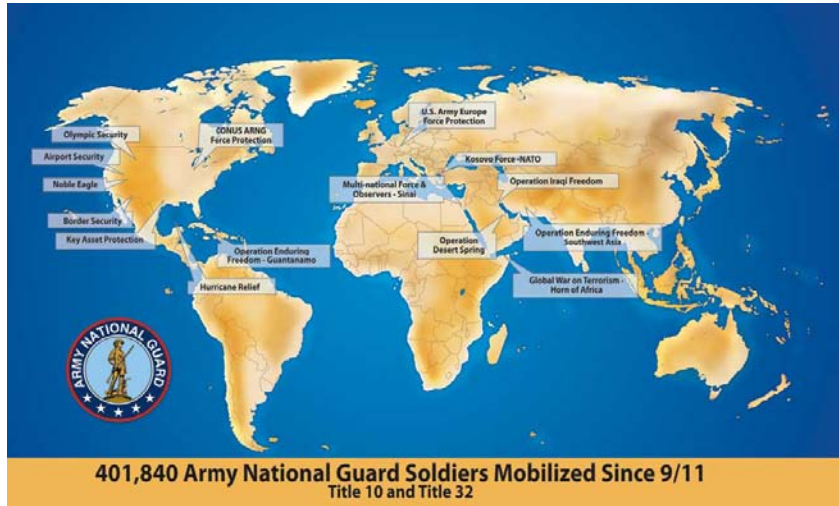 Olympic Security
CONUS ARNG
Force Protection
Airport Security
Noble Eagle
Border Security
Key Asset Protection
Operation Enduring
Freedom - Guantanamo
Hurricane Relief
U.S. Army Europe
Force Protection
Kosovo Force -NATO
Multi-national Force &
Observers - Sinai
Operation Iraqi Freedom
Operation
Desert Spring
Operation Enduring Freedom -
Southwest Asia
Global War on Terrorism -
Horn of Africa
ARMY NATIONAL GUARD
401,840 Army National Guard Soldiers Mobilized Since 9/11
Title 10 and Title 32